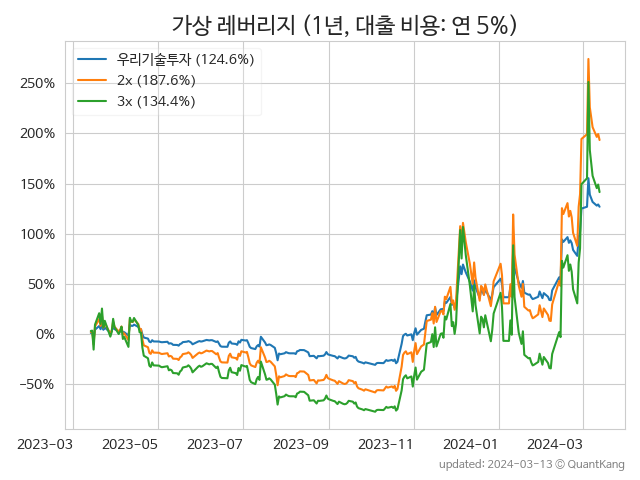 가상 레버리지 (1년, 대출 비용: 연 5%)
우리기술투자 (124.6%)
2x (187.6%)
3x (134.4%)
250%
200%
150%
100%
50%
0%
−50%
2023-03 2023-05 2023-07 2023-09 2023-11 2024-01 2024-03
updated: 2024-03-13 © QuantKang